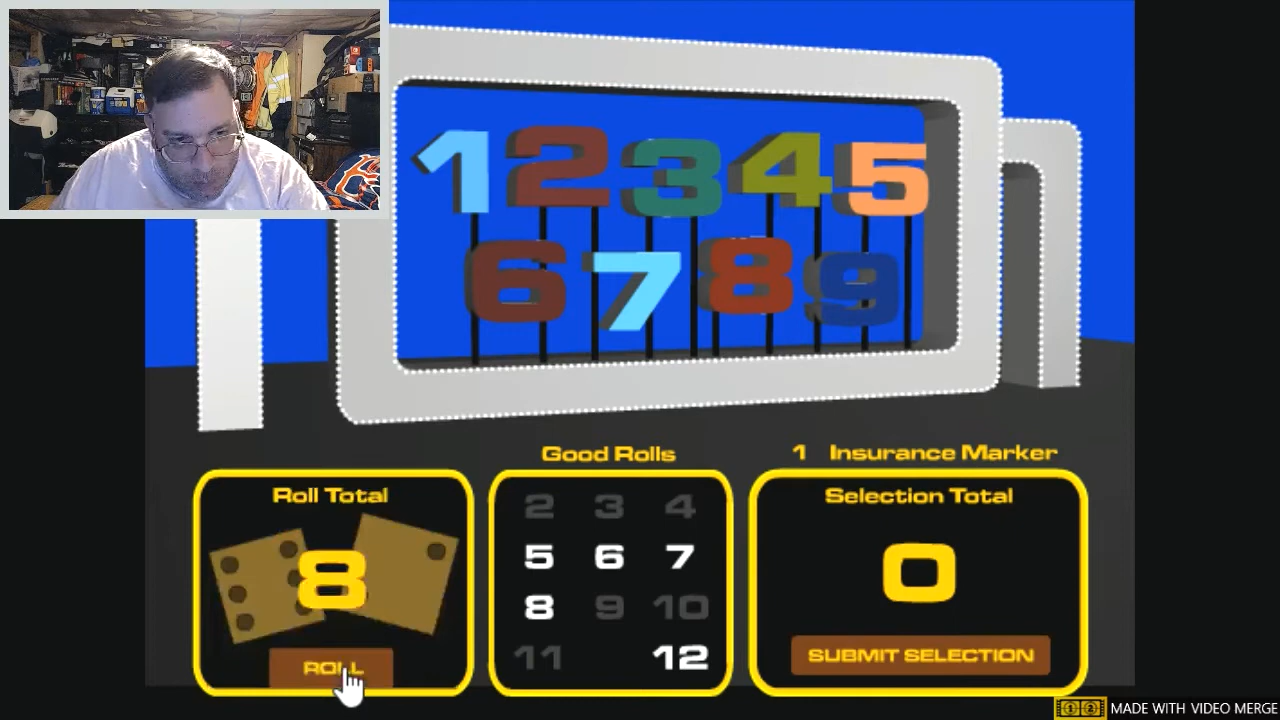 1 2 3 4 5
6 7 8 9
Good Rolls
1 Insurance Marker
Roll Total
8
ROLL
2 3 4
5 6 7
8 9 10
11 12
Selection Total
0
SUBMIT SELECTION
MADE WITH VIDEO MERGE